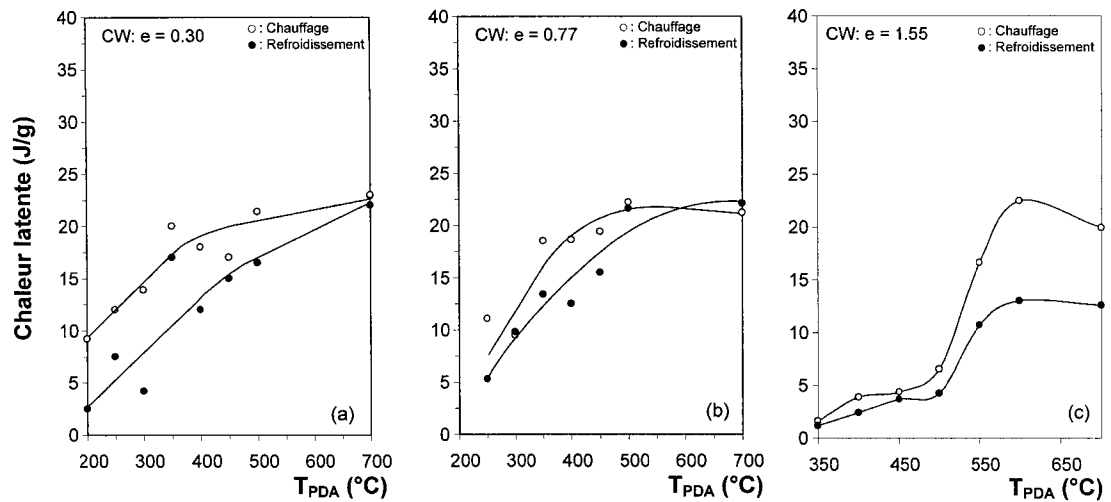 Chaleur latente (J/g)
40
35
30
25
20
15
10
5
0
CW: e = 0.30
○ : Chauffage
● : Refroidissement
(a)
200 300 400 500 600 700
T_PDA (°C)
40
35
30
25
20
15
10
5
0
CW: e = 0.77
○ : Chauffage
● : Refroidissement
(b)
200 300 400 500 600 700
T_PDA (°C)
40
35
30
25
20
15
10
5
0
CW: e = 1.55
○ : Chauffage
● : Refroidissement
(c)
350 450 550 650
T_PDA (°C)